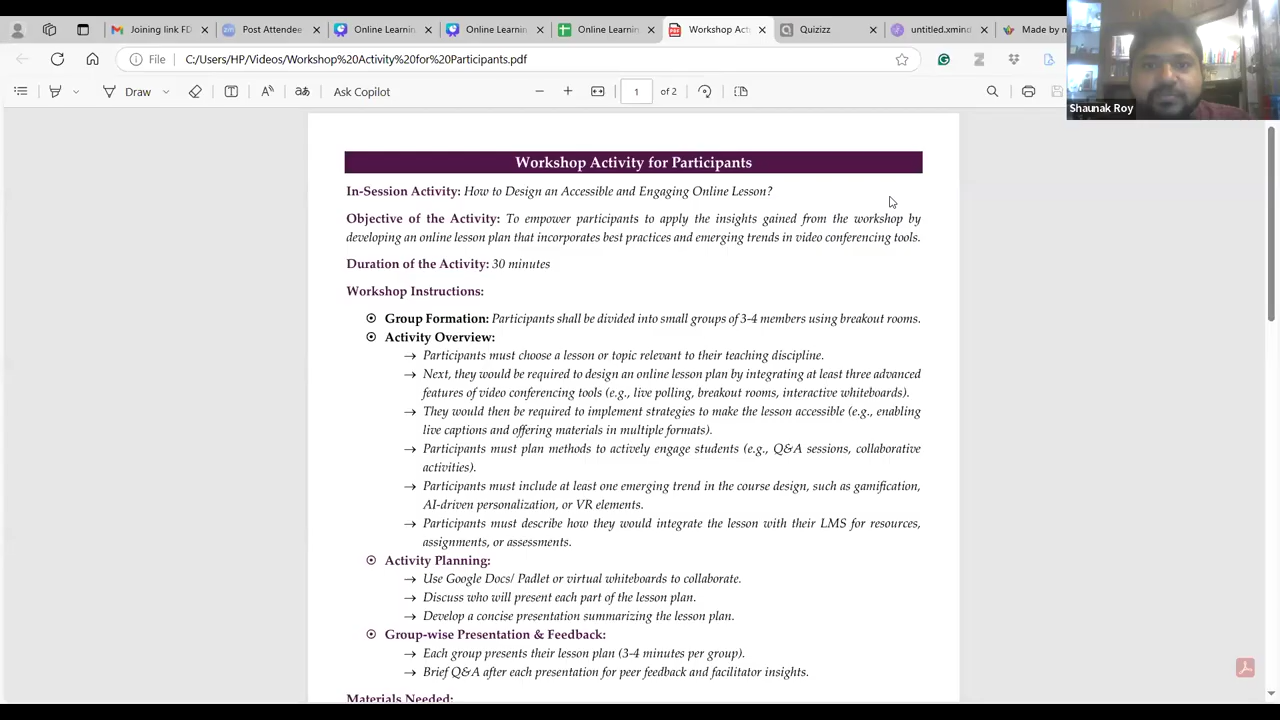 Joining link FD
Post Attendee
OnlineLearning
OnlineLearning
Online Learning
Workshop Act
Quizizz
untitled.xmind
Made by m
File
C:/Users/HP/Videos/Workshop%20Activity%20for%20Participants.pdf
Draw
aあ
Ask Copilot
1
of 2
Shaunak Roy
Workshop Activity for Participants
In-Session Activity: How to Design an Accessible and Engaging Online Lesson?
Objective of the Activity: To empower participants to apply the insights gained from the workshop by
developing an online lesson plan that incorporates best practices and emerging trends in video conferencing tools.
Duration of the Activity: 30 minutes
Workshop Instructions:
Group Formation: Participants shall be divided into small groups of 3-4 members using breakout rooms.
Activity Overview:
→ Participants must choose a lesson or topic relevant to their teaching discipline.
→ Next, they would be required to design an online lesson plan by integrating at least three advanced
features of video conferencing tools (e.g., live polling, breakout rooms, interactive whiteboards).
→ They would then be required to implement strategies to make the lesson accessible (e.g., enabling
live captions and offering materials in multiple formats).
→ Participants must plan methods to actively engage students (e.g., Q&A sessions, collaborative
activities).
→ Participants must include at least one emerging trend in the course design, such as gamification,
AI-driven personalization, or VR elements.
→ Participants must describe how they would integrate the lesson with their LMS for resources,
assignments, or assessments.
Activity Planning:
→ Use Google Docs/ Padlet or virtual whiteboards to collaborate.
→ Discuss who will present each part of the lesson plan.
→ Develop a concise presentation summarizing the lesson plan.
Group-wise Presentation & Feedback:
→ Each group presents their lesson plan (3-4 minutes per group).
→ Brief Q&A after each presentation for peer feedback and facilitator insights.
Materials Needed: